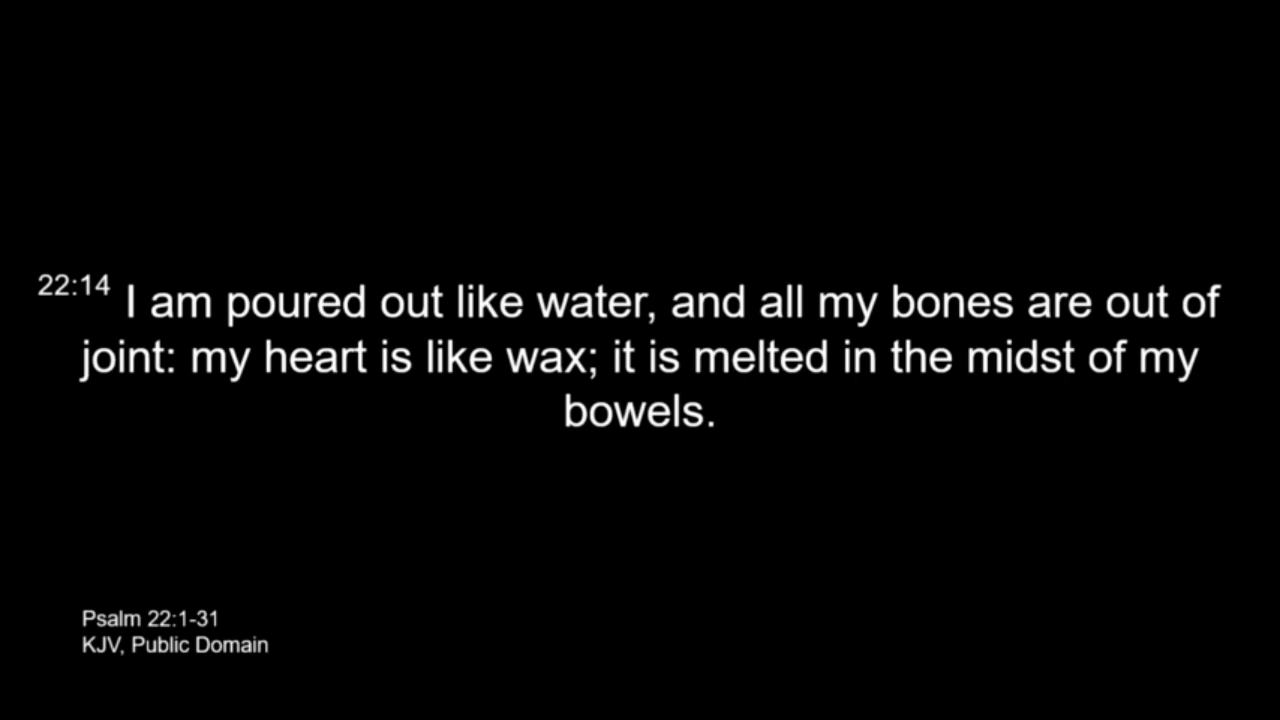 22:14 I am poured out like water, and all my bones are out of
joint: my heart is like wax; it is melted in the midst of my
bowels.
Psalm 22:1-31
KJV, Public Domain